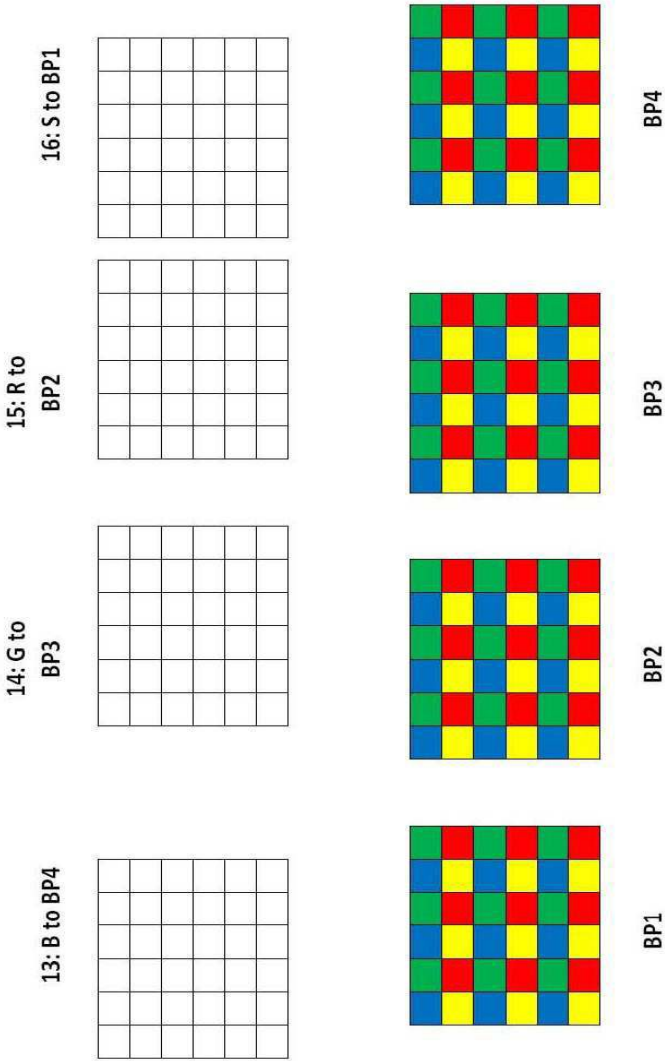 13: B to BP4
14: G to
BP3
15: R to
BP2
16: S to BP1
BP1
BP2
BP3
BP4